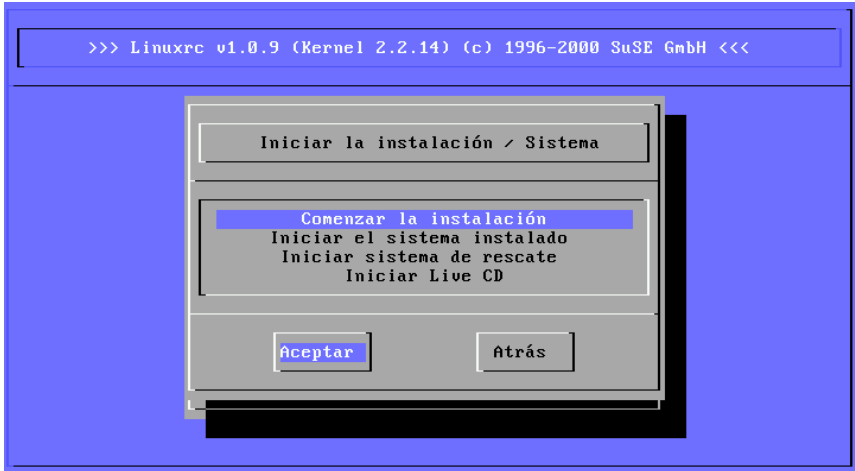 >>> Linuxrc v1.0.9 (Kernel 2.2.14) (c) 1996-2000 SuSE GmbH <<<
Iniciar la instalación / Sistema
Comenzar la instalación
Iniciar el sistema instalado
Iniciar sistema de rescate
Iniciar Live CD
Aceptar
Atrás